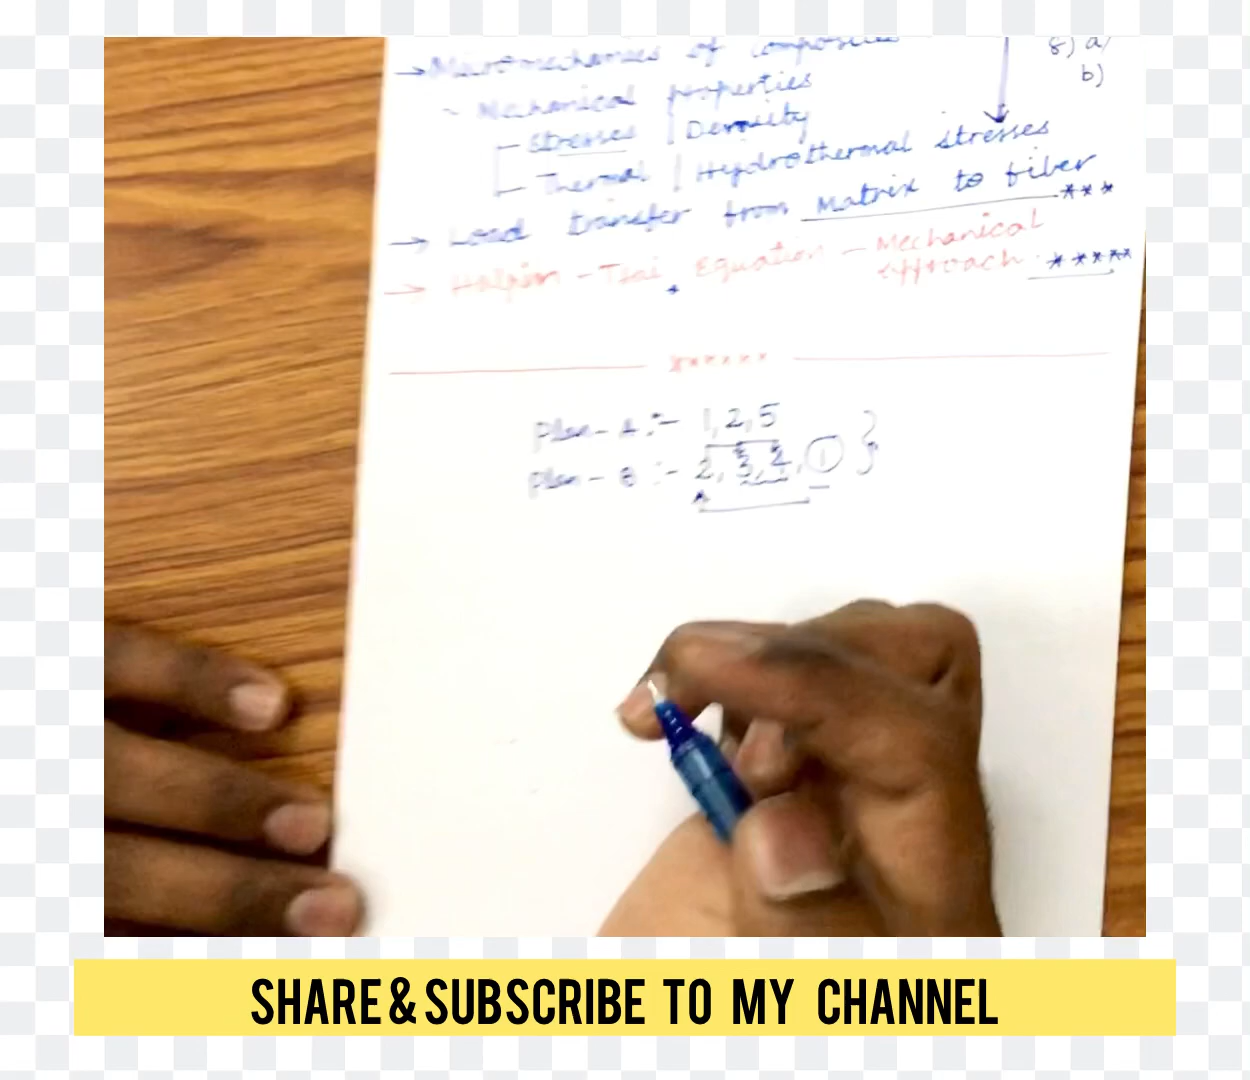 → Micromechanics of Composites
~ Mechanical properties
- Stresses | Density
- Thermal | Hydrothermal stresses
→ Load transfer from Matrix to fiber ***
→ Halpin - Tsai Equation - Mechanical
approach. *****
8) a)
b)
******
Plan - A :- 1, 2, 5
Plan - B :- 2, 3, 1
SHARE & SUBSCRIBE TO MY CHANNEL